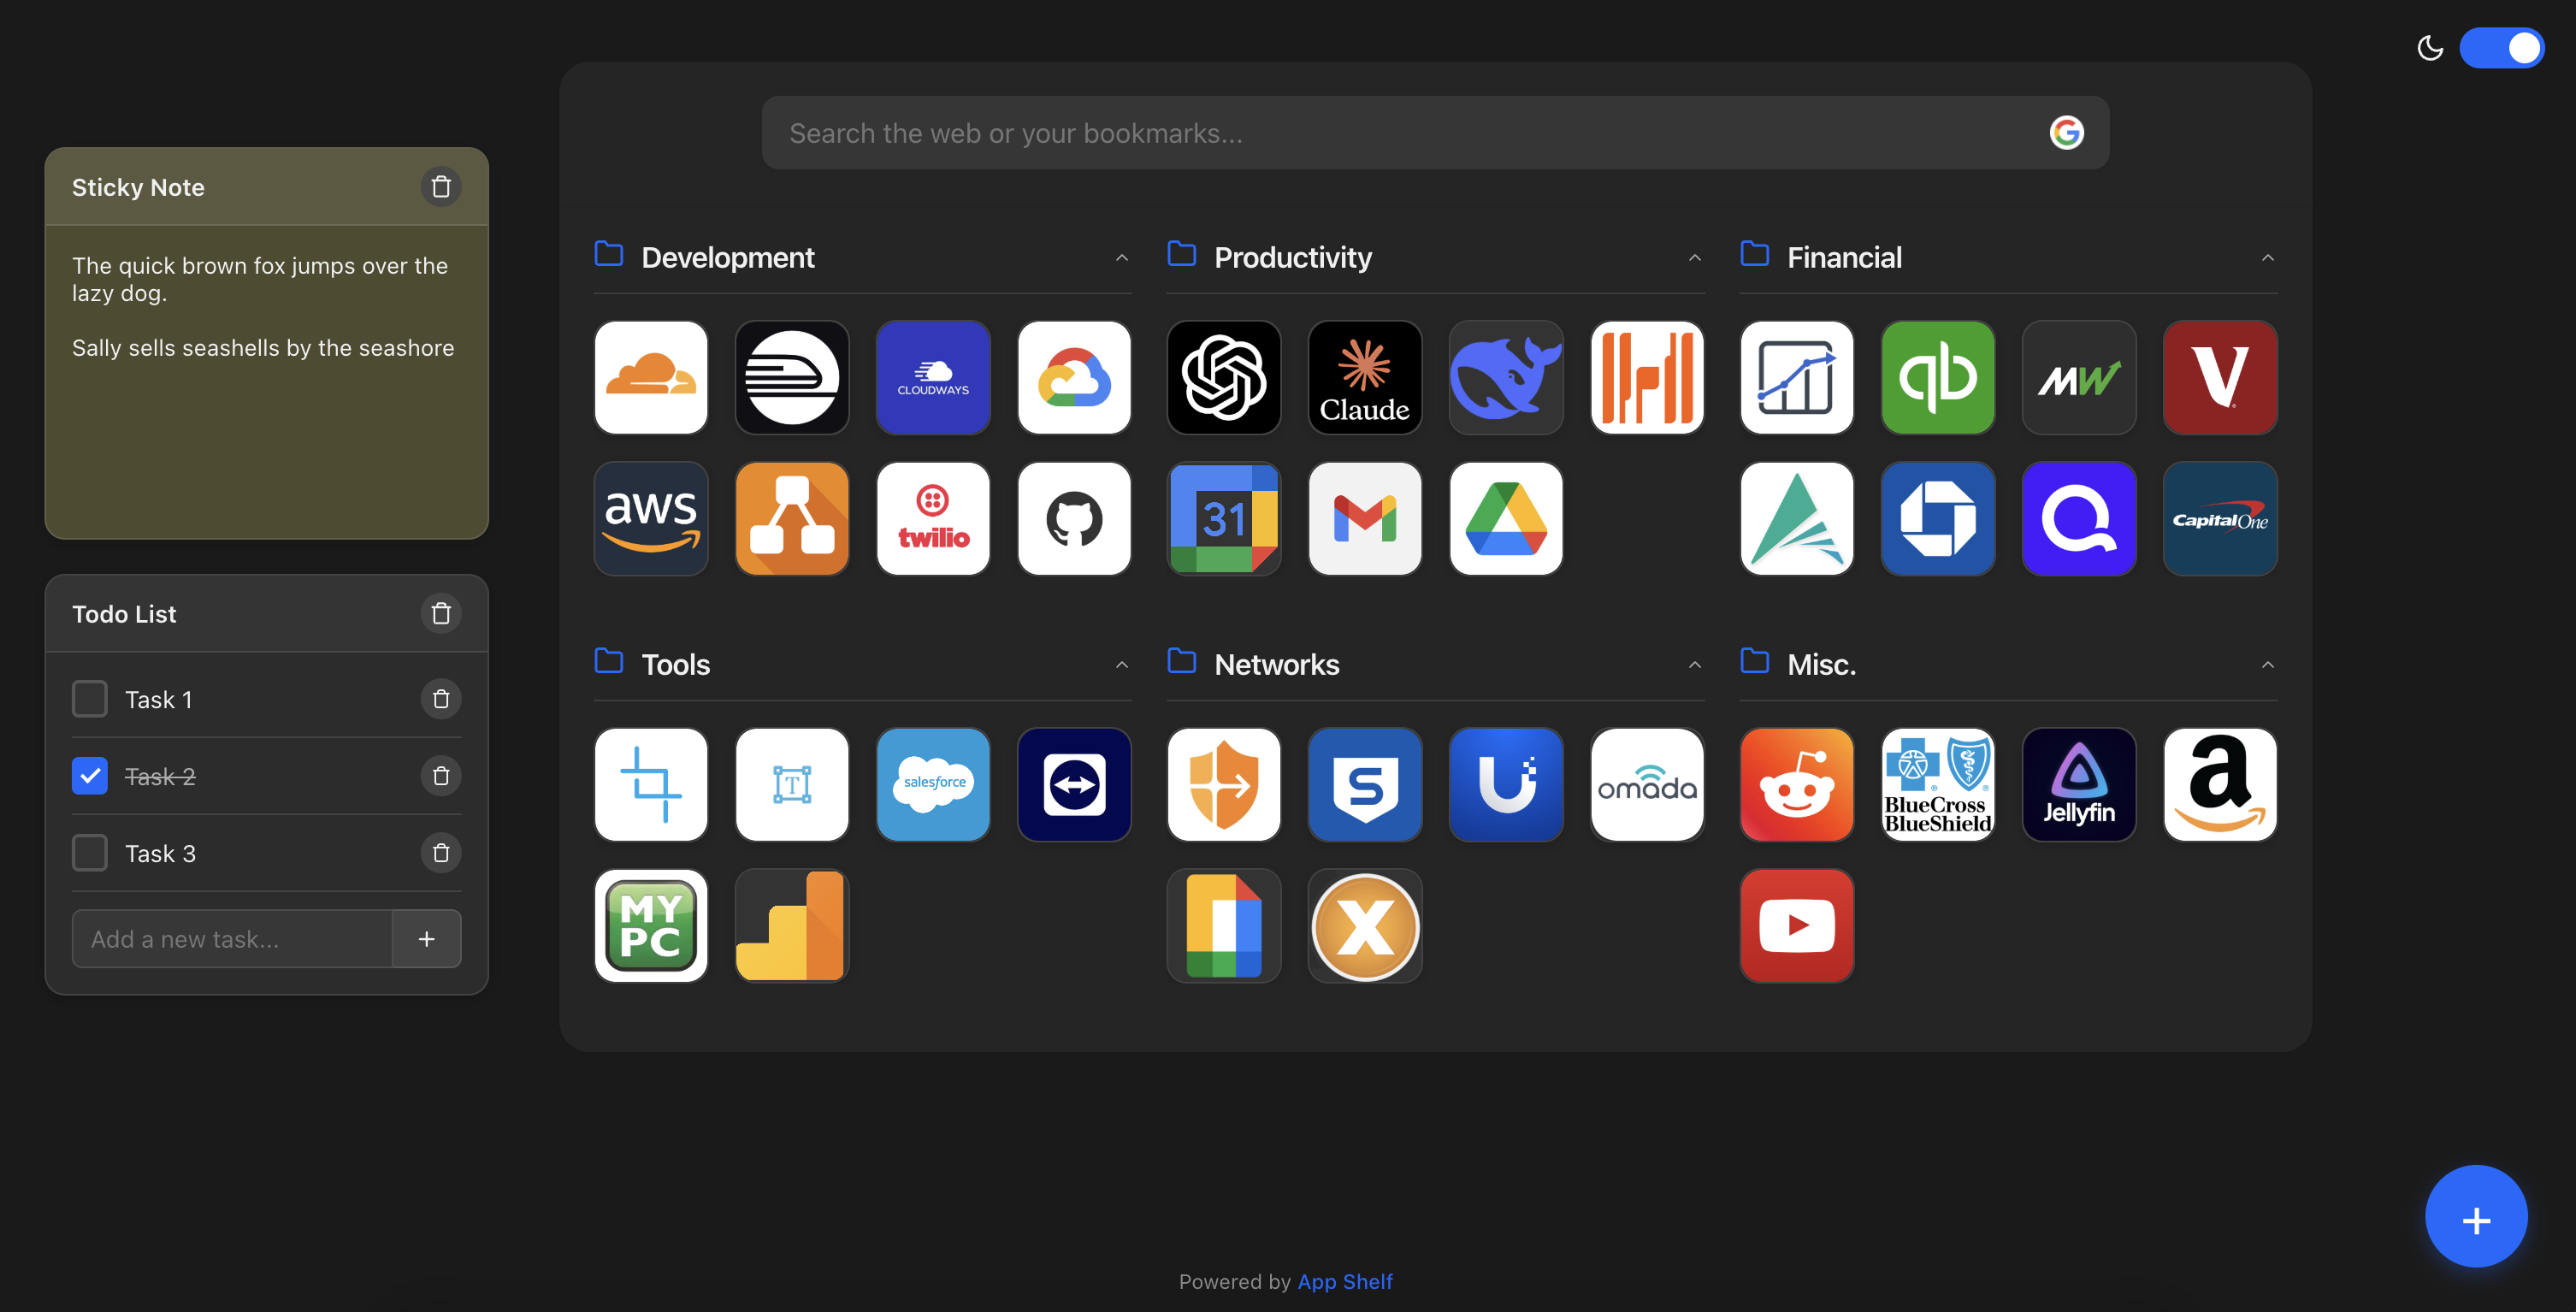 Search the web or your bookmarks...
Sticky Note
The quick brown fox jumps over the
lazy dog.
Sally sells seashells by the seashore
Todo List
Task 1
Task 2
Task 3
Add a new task...
+
Development
CLOUDWAYS
aws
twilio
Productivity
Claude
31
Financial
qb
MW
V
CapitalOne
Tools
T
salesforce
MY
PC
Networks
S
U
omada
X
Misc.
BlueCross
BlueShield
Jellyfin
a
+
Powered by App Shelf